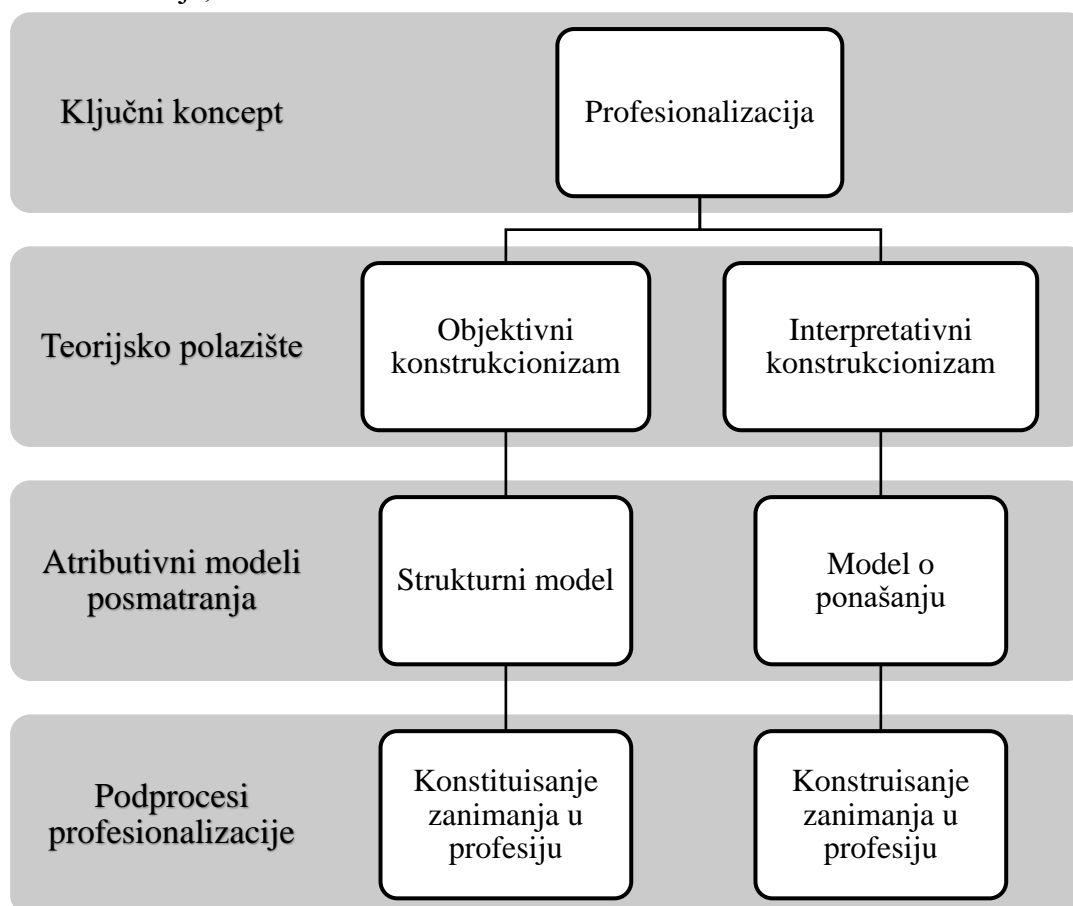 Ključni koncept
Profesionalizacija
Teorijsko polazište
Objektivni
konstrukcionizam
Interpretativni
konstrukcionizam
Atributivni modeli
posmatranja
Strukturni model
Model o
ponašanju
Podprocesi
profesionalizacije
Konstituisanje
zanimanja u
profesiju
Konstruisanje
zanimanja u
profesiju